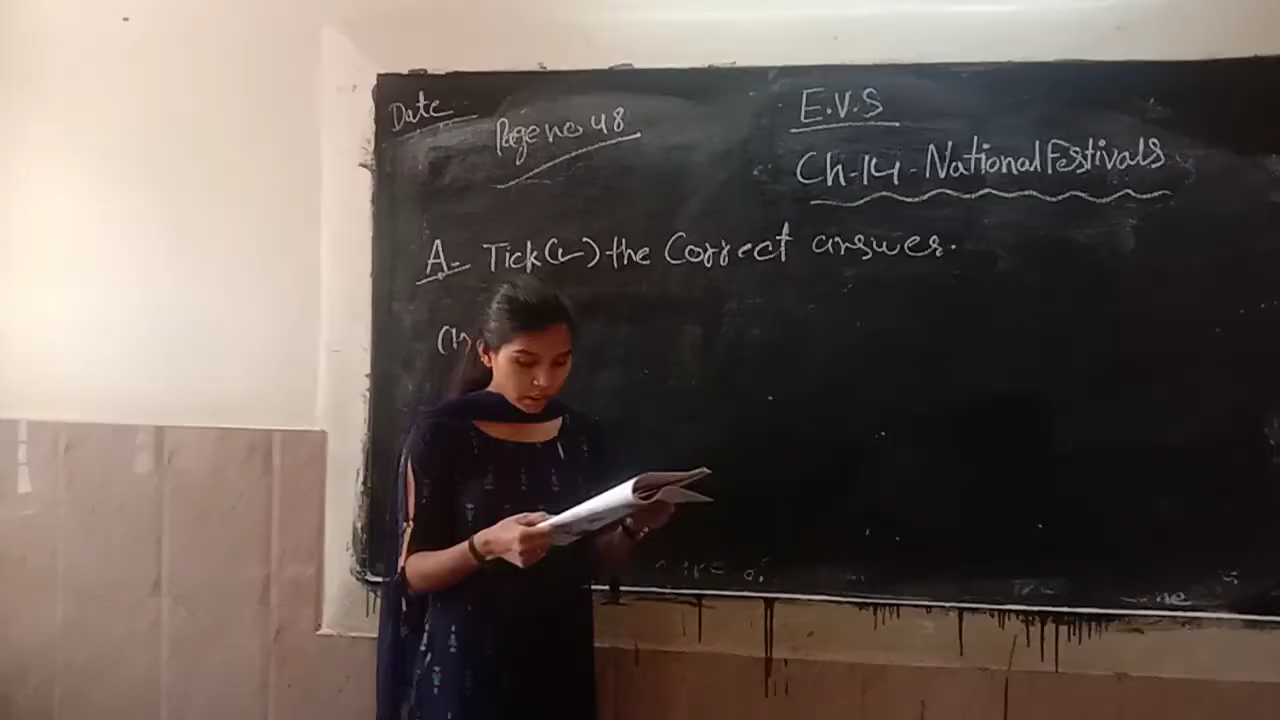 Date
Page no 48
E.V.S
Ch-14-National Festivals
A. Tick(✓) the Correct answer.
(1)